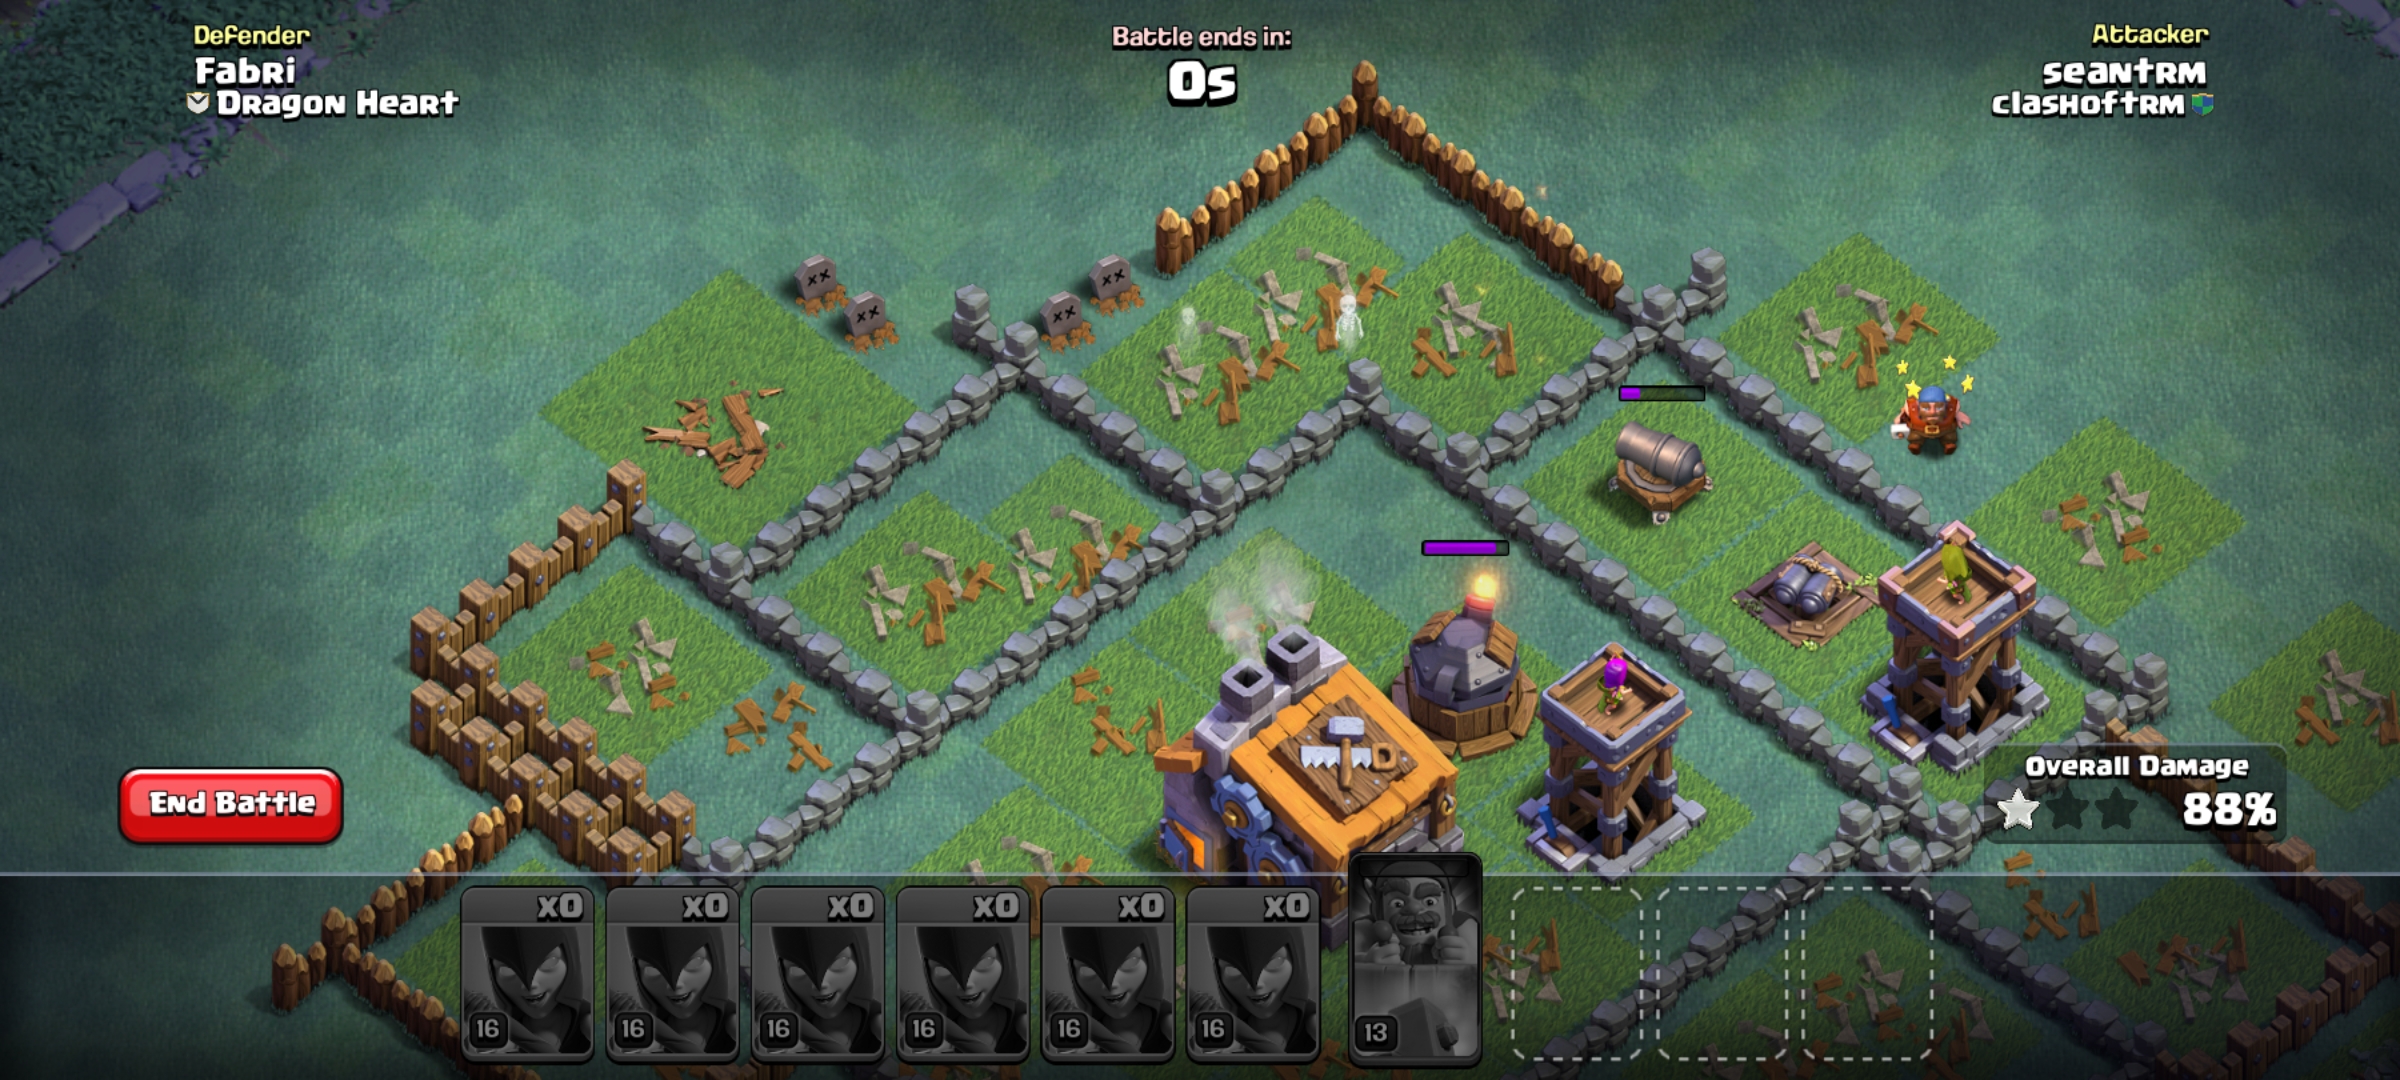 Defender
Fabri
Dragon Heart
Battle ends in:
0s
Attacker
seantRM
clashoftRM
End Battle
Overall Damage
88%
x0
x0
x0
x0
x0
x0
16
16
16
16
16
16
13